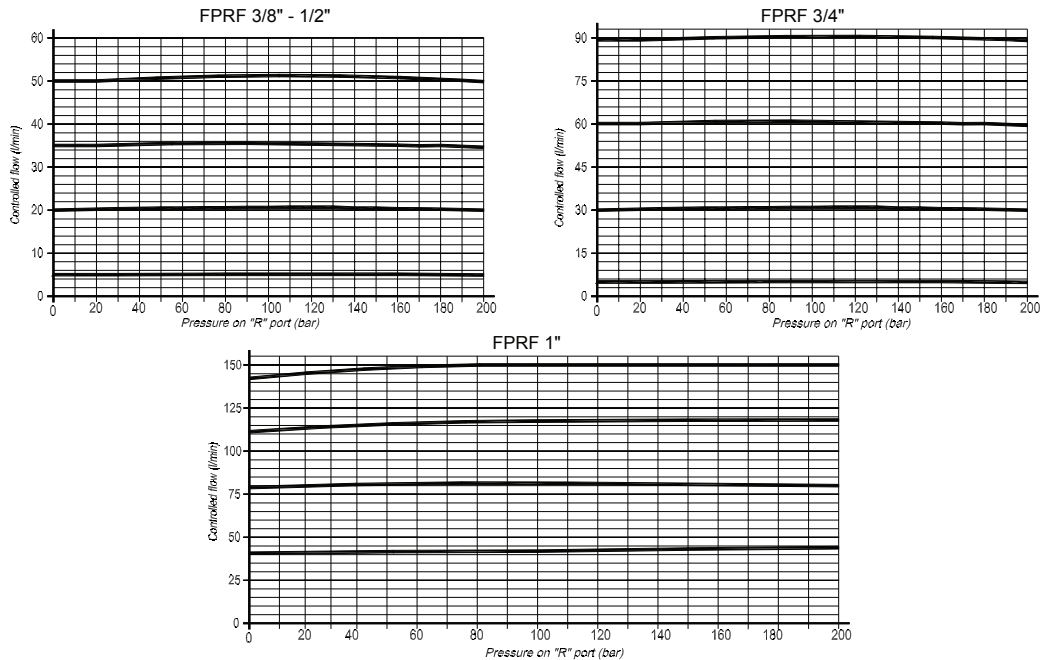 FPRF 3/8" - 1/2"
60
50
40
30
20
10
0
Controlled flow (l/min)
0 20 40 60 80 100 120 140 160 180 200
Pressure on "R" port (bar)
FPRF 3/4"
90
75
60
45
30
15
0
Controlled flow (l/min)
0 20 40 60 80 100 120 140 160 180 200
Pressure on "R" port (bar)
FPRF 1"
150
125
100
75
50
25
0
Controlled flow (l/min)
0 20 40 60 80 100 120 140 160 180 200
Pressure on "R" port (bar)